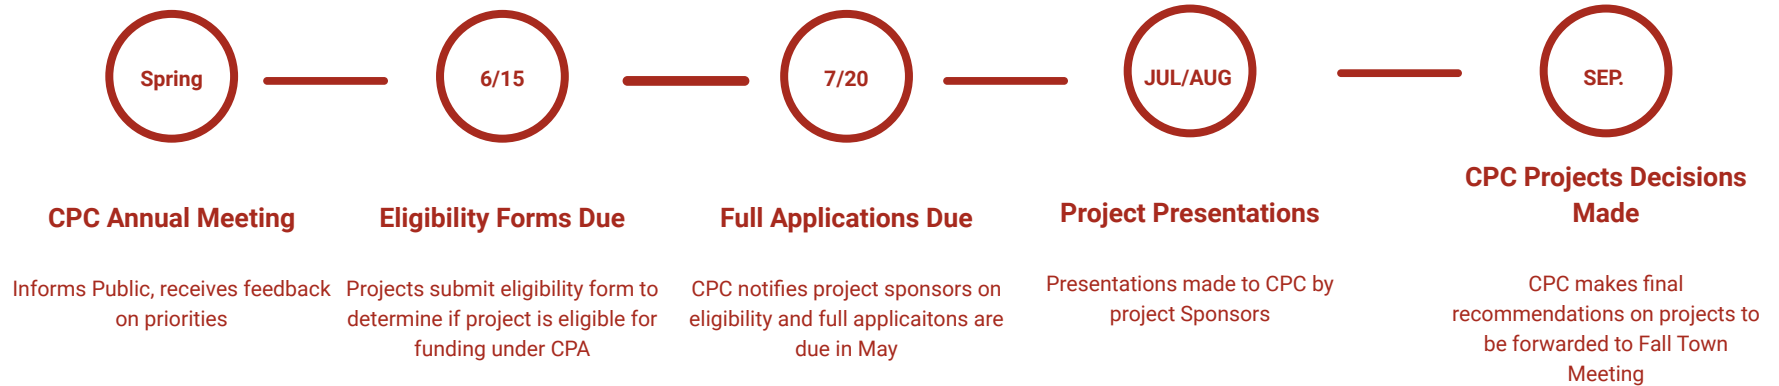 Spring
CPC Annual Meeting
Informs Public, receives feedback
on priorities
6/15
Eligibility Forms Due
Projects submit eligibility form to
determine if project is eligible for
funding under CPA
7/20
Full Applications Due
CPC notifies project sponsors on
eligibility and full applicaitons are
due in May
JUL/AUG
Project Presentations
Presentations made to CPC by
project Sponsors
SEP.
CPC Projects Decisions
Made
CPC makes final
recommendations on projects to
be forwarded to Fall Town
Meeting